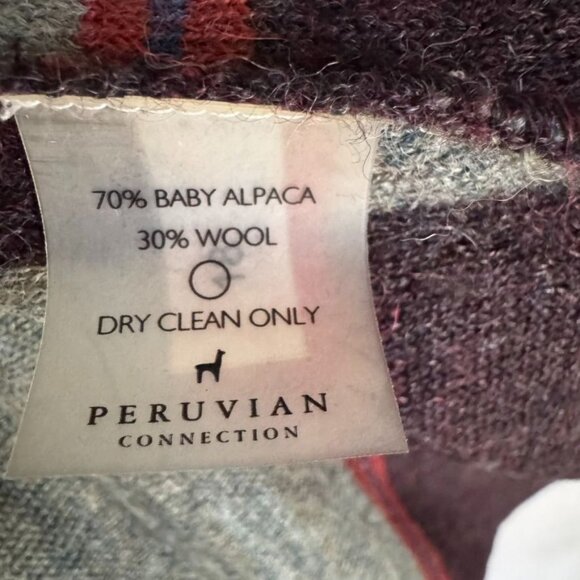 70% BABY ALPACA
30% WOOL
DRY CLEAN ONLY
PERUVIAN
CONNECTION